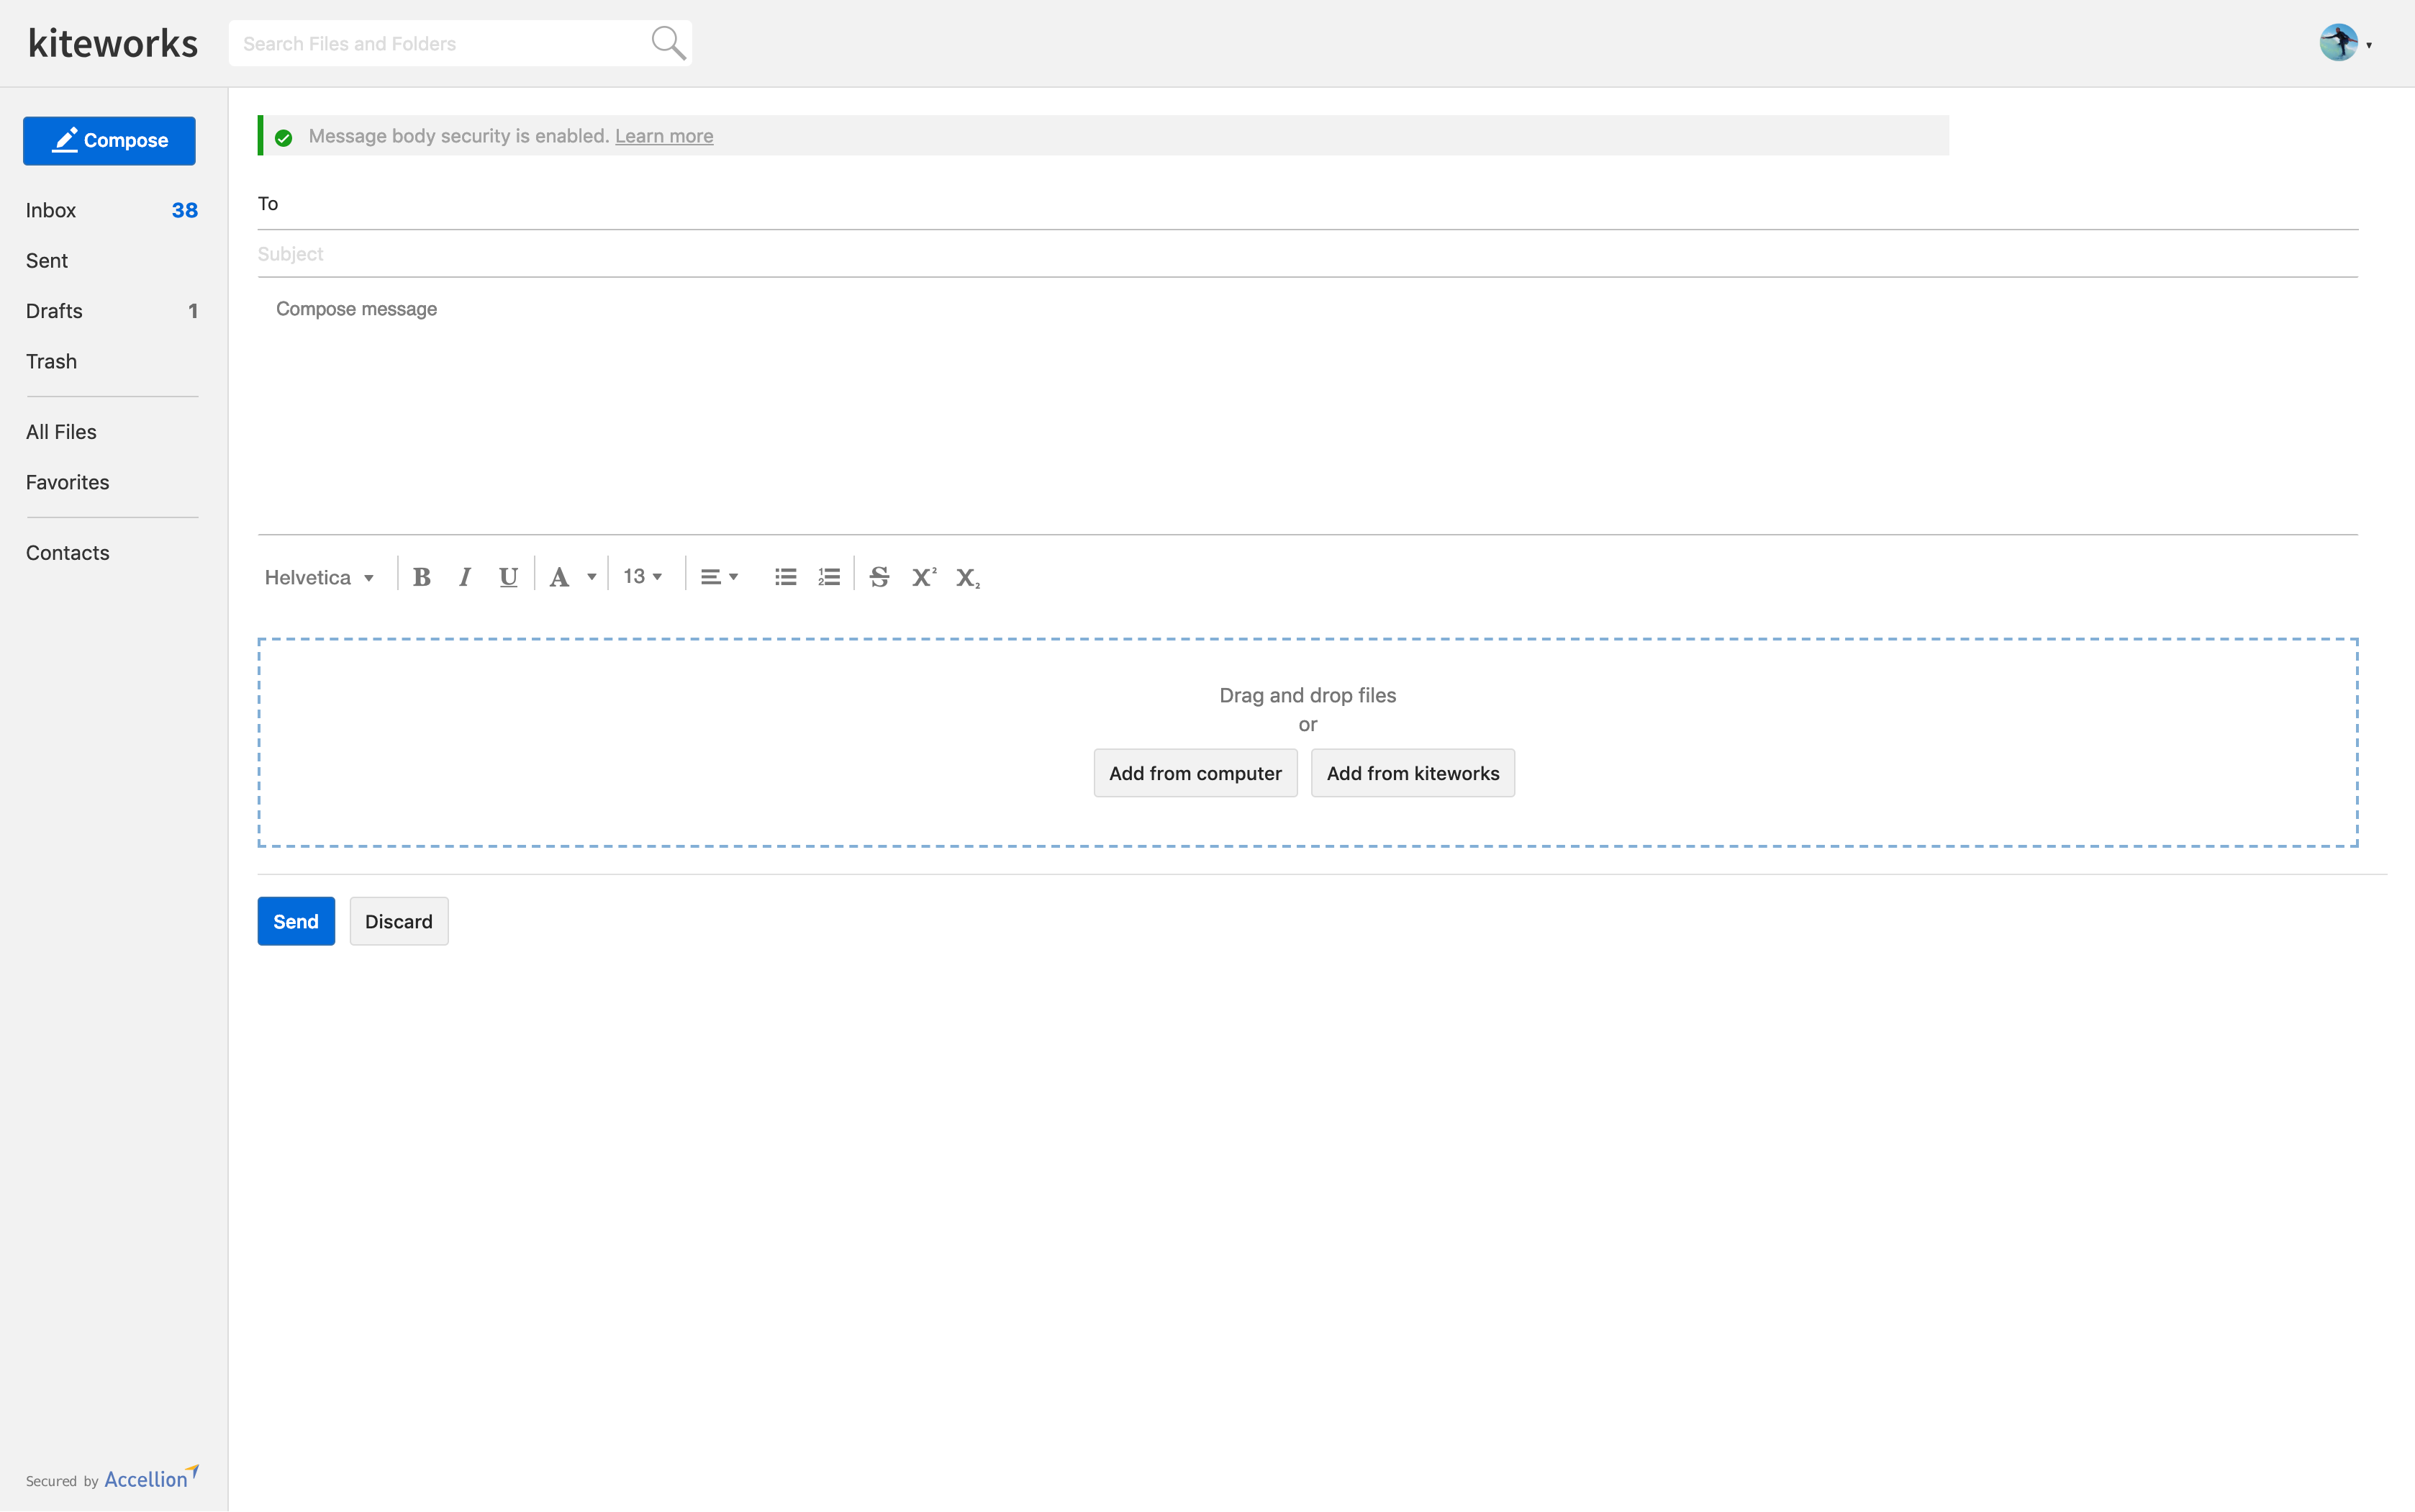 kiteworks
Search Files and Folders
Compose
Inbox 38
Sent
Drafts 1
Trash
All Files
Favorites
Contacts
Secured by Accellion
Message body security is enabled. Learn more
To
Subject
Compose message
Helvetica B I U A 13 S X² X₂
Drag and drop files
or
Add from computer Add from kiteworks
Send Discard